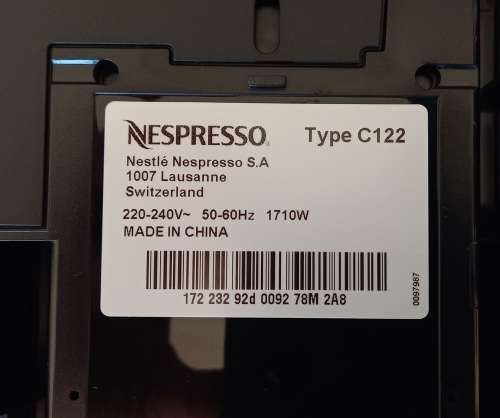 NESPRESSO. Type C122
Nestlé Nespresso S.A
1007 Lausanne
Switzerland
220-240V~ 50-60Hz 1710W
MADE IN CHINA
172 232 92d 0092 78M 2A8
0097987